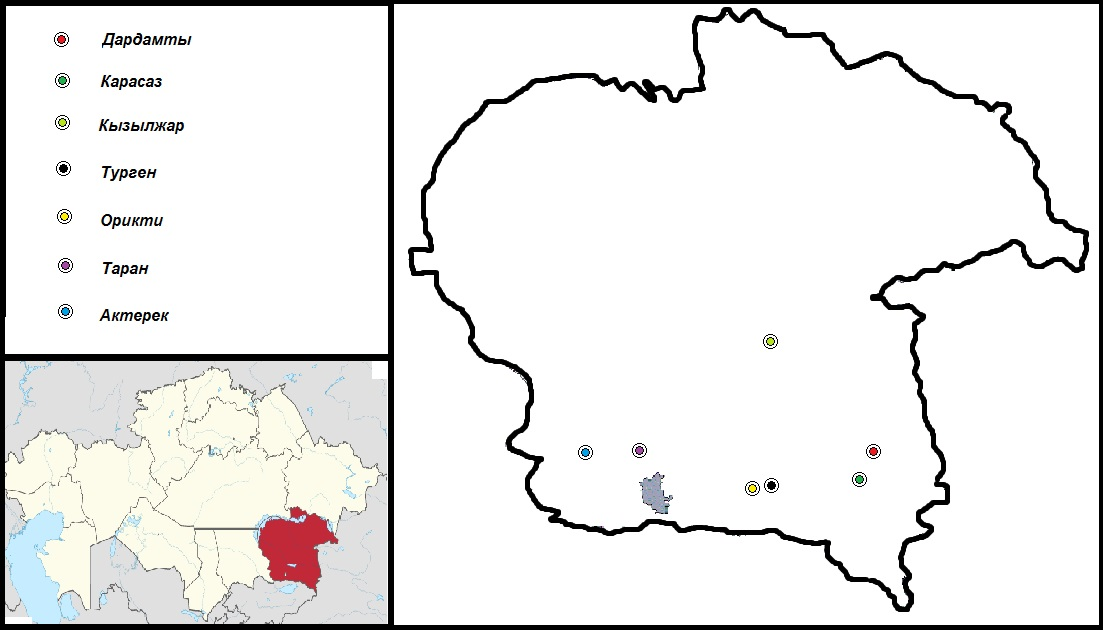 Дардамты
Карасаз
Кызылжар
Турген
Орикти
Таран
Актерек